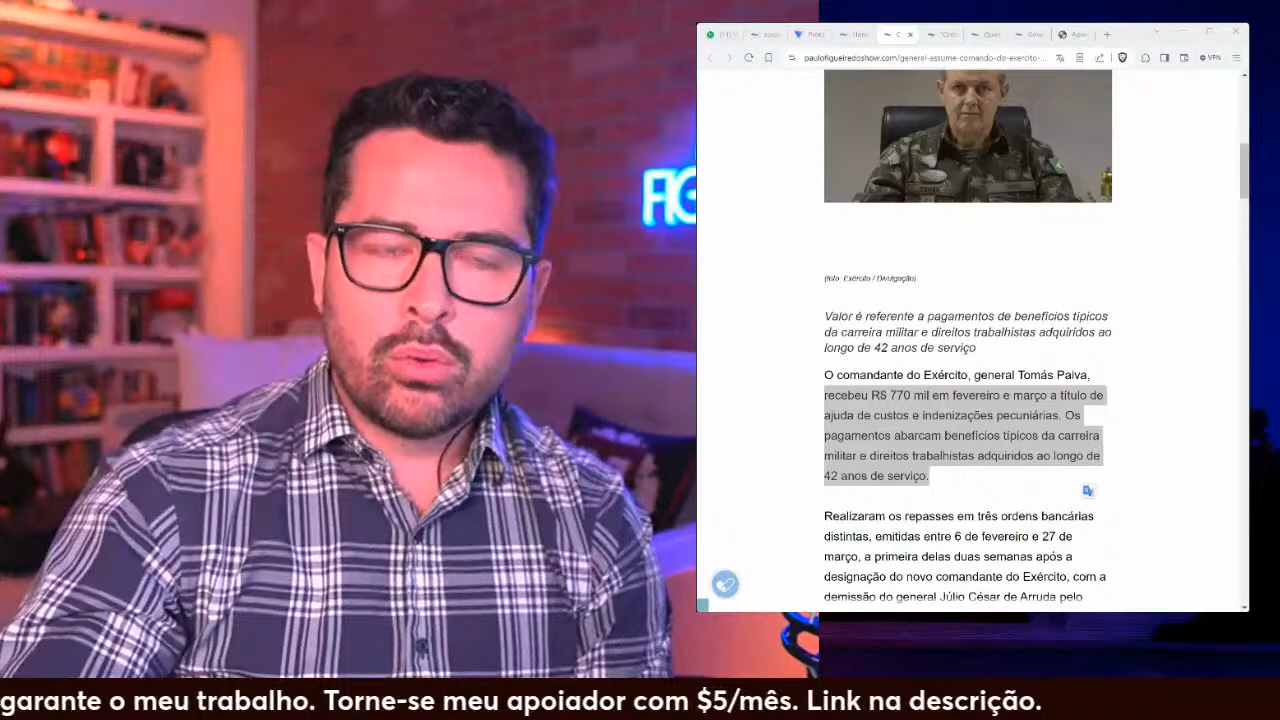 FIG
paulofigueiredoshow.com/general-assume-comando-do-exercito-...
VPN
(foto: Exército / Divulgação)
Valor é referente a pagamentos de benefícios típicos
da carreira militar e direitos trabalhistas adquiridos ao
longo de 42 anos de serviço
O comandante do Exército, general Tomás Paiva,
recebeu R$ 770 mil em fevereiro e março a título de
ajuda de custos e indenizações pecuniárias. Os
pagamentos abarcam benefícios típicos da carreira
militar e direitos trabalhistas adquiridos ao longo de
42 anos de serviço.
Realizaram os repasses em três ordens bancárias
distintas, emitidas entre 6 de fevereiro e 27 de
março, a primeira delas duas semanas após a
designação do novo comandante do Exército, com a
demissão do general Júlio César de Arruda pelo
garante o meu trabalho. Torne-se meu apoiador com $5/mês. Link na descrição.